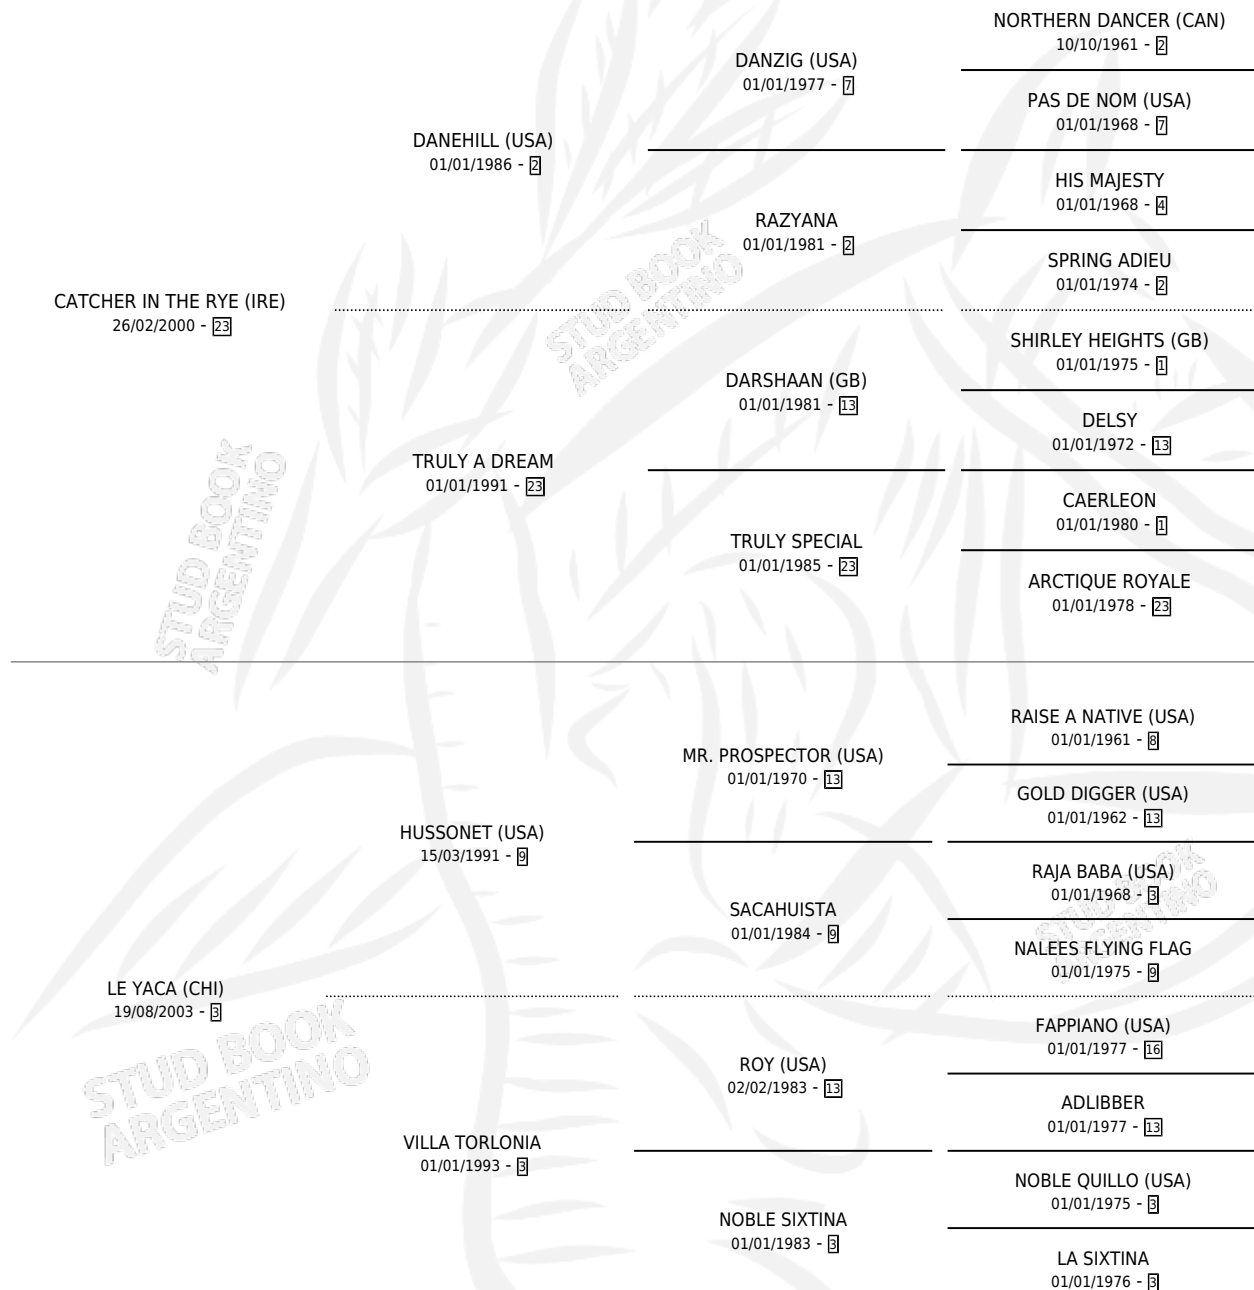 NORTHERN DANCER (CAN)
10/10/1961 - 2
DANZIG (USA)
01/01/1977 - 7
PAS DE NOM (USA)
01/01/1968 - 7
DANEHILL (USA)
01/01/1986 - 2
HIS MAJESTY
01/01/1968 - 4
RAZYANA
01/01/1981 - 2
SPRING ADIEU
01/01/1974 - 2
CATCHER IN THE RYE (IRE)
26/02/2000 - 23
SHIRLEY HEIGHTS (GB)
01/01/1975 - 1
DARSHAAN (GB)
01/01/1981 - 13
DELSY
01/01/1972 - 13
TRULY A DREAM
01/01/1991 - 23
CAERLEON
01/01/1980 - 1
TRULY SPECIAL
01/01/1985 - 23
ARCTIQUE ROYALE
01/01/1978 - 23
STUD BOOK
ARGENTINO
STUD BOOK
ARGENTINO
RAISE A NATIVE (USA)
01/01/1961 - 8
MR. PROSPECTOR (USA)
01/01/1970 - 13
GOLD DIGGER (USA)
01/01/1962 - 13
HUSSONET (USA)
15/03/1991 - 9
RAJA BABA (USA)
01/01/1968 - 3
SACAHUISTA
01/01/1984 - 9
NALEES FLYING FLAG
01/01/1975 - 9
LE YACA (CHI)
19/08/2003 - 3
FAPPIANO (USA)
01/01/1977 - 16
ROY (USA)
02/02/1983 - 13
ADLIBBER
01/01/1977 - 13
VILLA TORLONIA
01/01/1993 - 3
NOBLE QUILLO (USA)
01/01/1975 - 3
NOBLE SIXTINA
01/01/1983 - 3
LA SIXTINA
01/01/1976 - 3
STUD BOOK
ARGENTINO
STUD BOOK
ARGENTINO